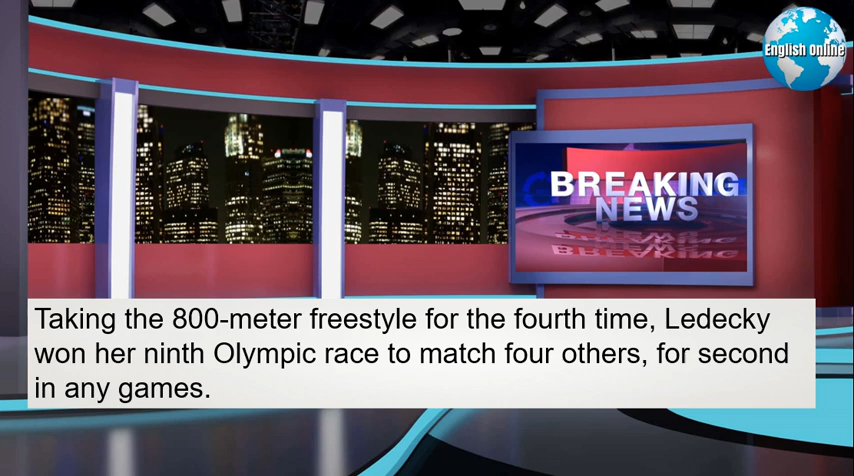 English Online
BREAKING
NEWS
Taking the 800-meter freestyle for the fourth time, Ledecky
won her ninth Olympic race to match four others, for second
in any games.